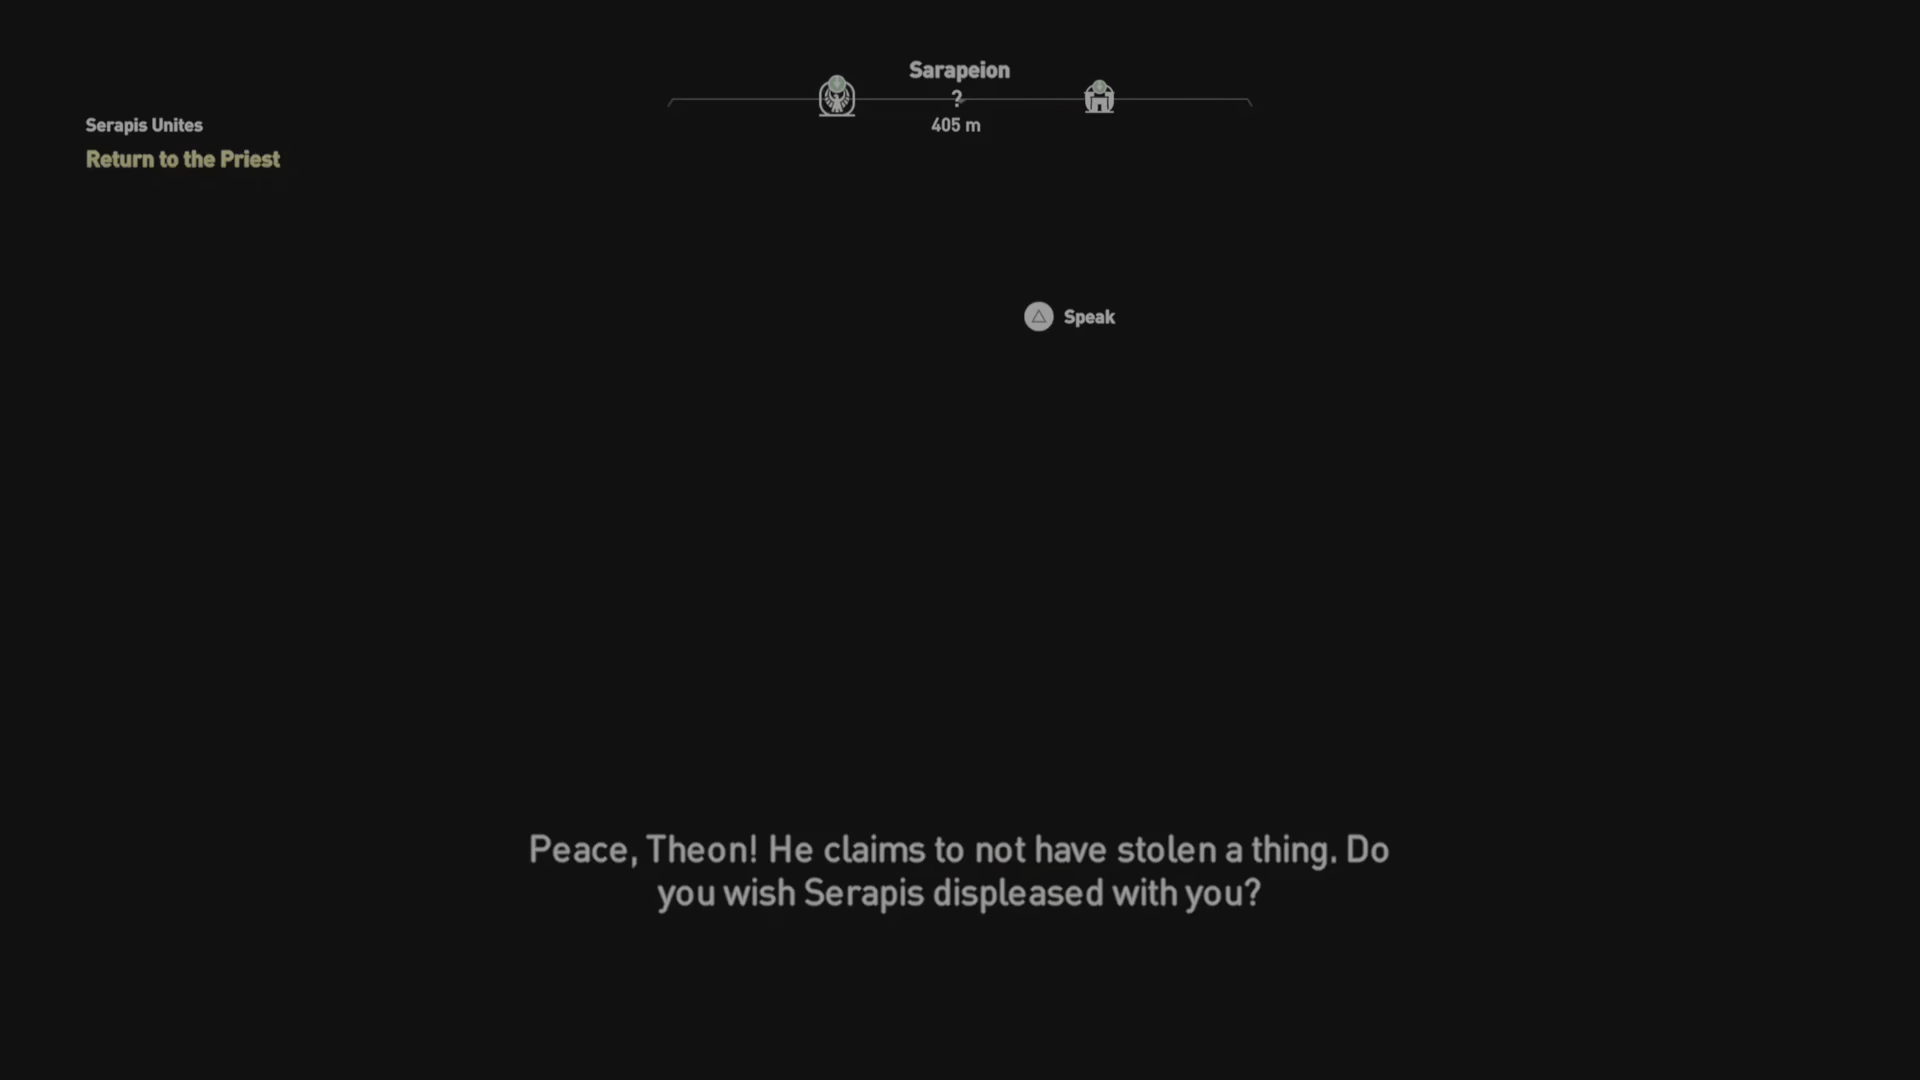 Sarapeion
?
405 m
Serapis Unites
Return to the Priest
Speak
Peace, Theon! He claims to not have stolen a thing. Do
you wish Serapis displeased with you?